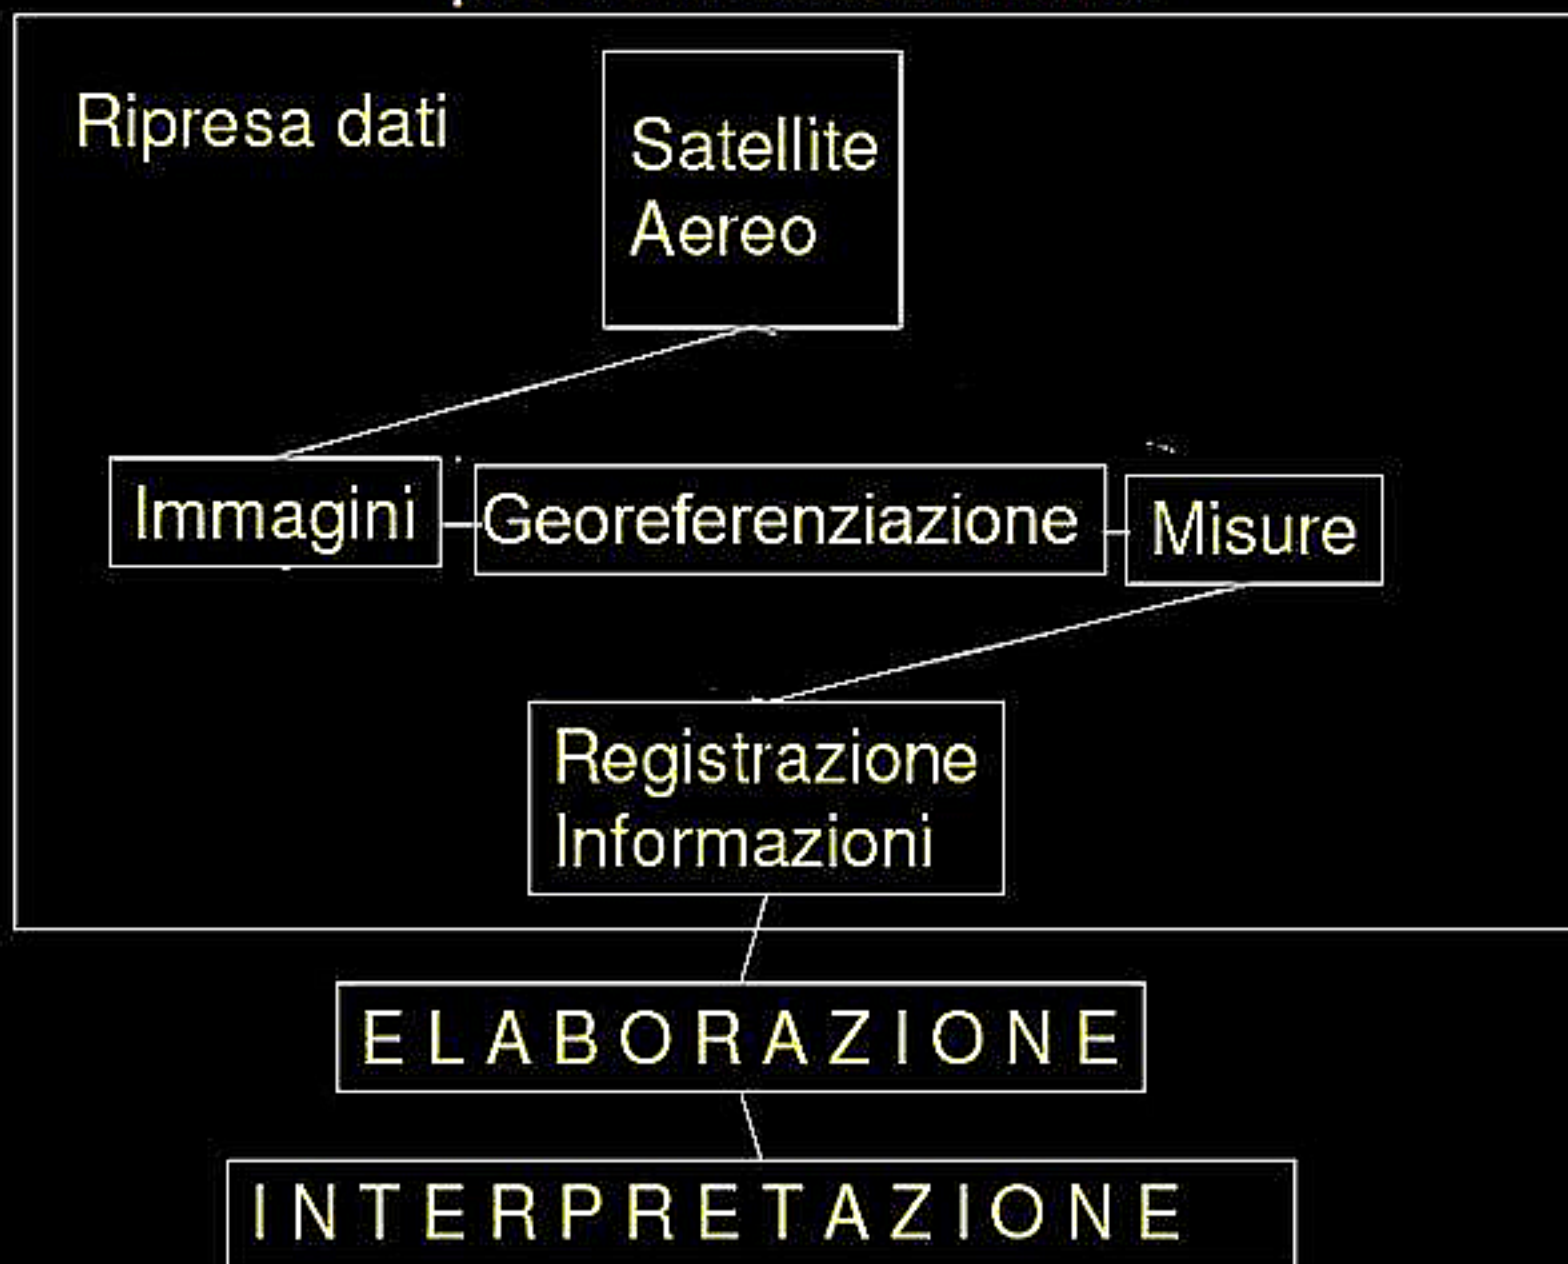 Ripresa dati
Satellite
Aereo
Immagini
Georeferenziazione
Misure
Registrazione
Informazioni
ELABORAZIONE
INTERPRETAZIONE